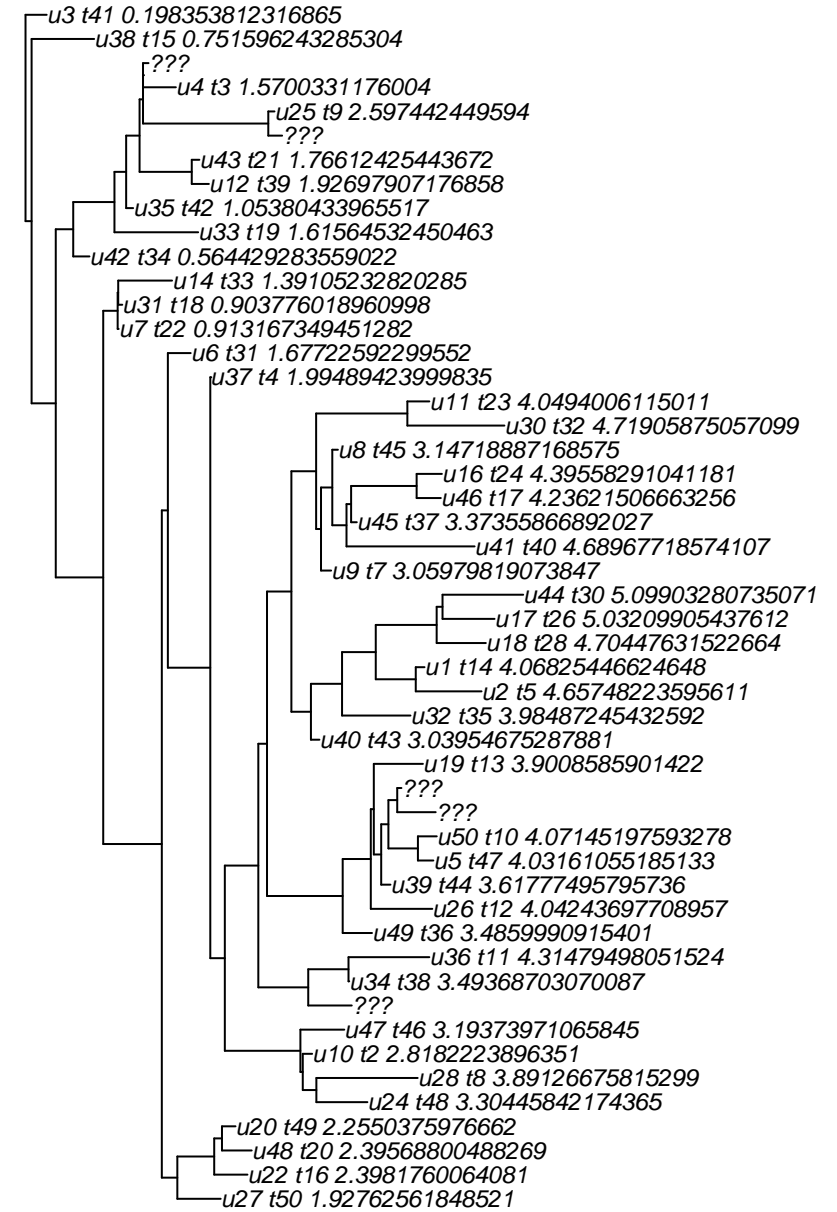 u3 t41 0.198353812316865
u38 t15 0.751596243285304
???
u4 t3 1.5700331176004
u25 t9 2.597442449594
???
u43 t21 1.76612425443672
u12 t39 1.92697907176858
u35 t42 1.05380433965517
u33 t19 1.61564532450463
u42 t34 0.564429283559022
u14 t33 1.39105232820285
u31 t18 0.903776018960998
u7 t22 0.913167349451282
u6 t31 1.67722592299552
u37 t4 1.99489423999835
u11 t23 4.0494006115011
u30 t32 4.71905875057099
u8 t45 3.14718887168575
u16 t24 4.39558291041181
u46 t17 4.23621506663256
u45 t37 3.37355866892027
u41 t40 4.68967718574107
u9 t7 3.05979819073847
u44 t30 5.09903280735071
u17 t26 5.03209905437612
u18 t28 4.70447631522664
u1 t14 4.06825446624648
u2 t5 4.65748223595611
u32 t35 3.98487245432592
u40 t43 3.03954675287881
u19 t13 3.9008585901422
???
???
u50 t10 4.07145197593278
u5 t47 4.03161055185133
u39 t44 3.61777495795736
u26 t12 4.04243697708957
u49 t36 3.4859990915401
u36 t11 4.31479498051524
u34 t38 3.49368703070087
???
u47 t46 3.19373971065845
u10 t2 2.8182223896351
u28 t8 3.89126675815299
u24 t48 3.30445842174365
u20 t49 2.2550375976662
u48 t20 2.39568800488269
u22 t16 2.3981760064081
u27 t50 1.92762561848521